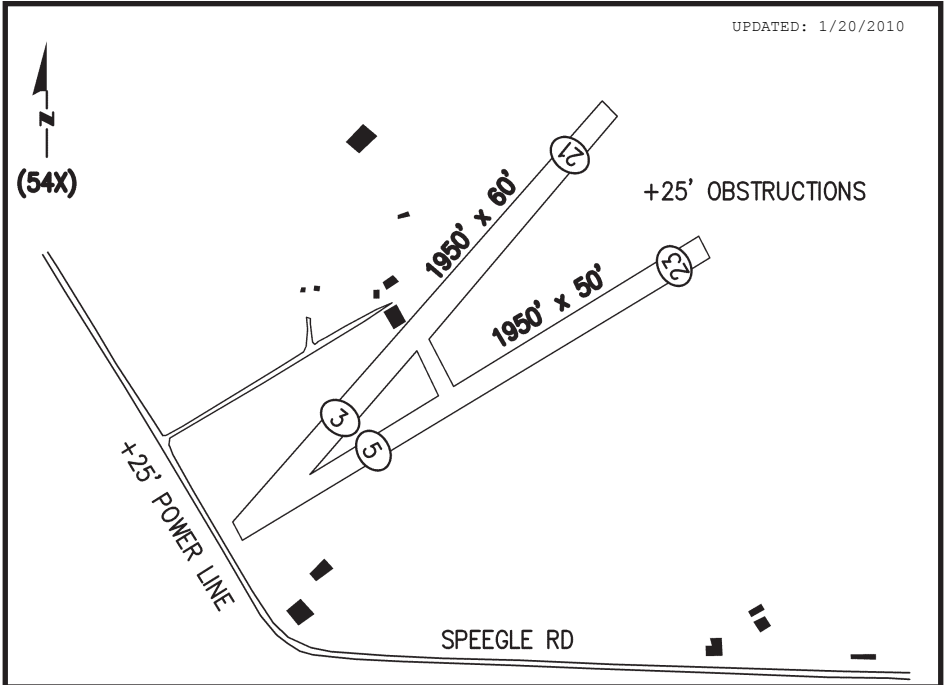 UPDATED: 1/20/2010
N
(54X)
21
+25' OBSTRUCTIONS
1950' x 60'
23
1950' x 50'
3
5
+25' POWER LINE
SPEEGLE RD